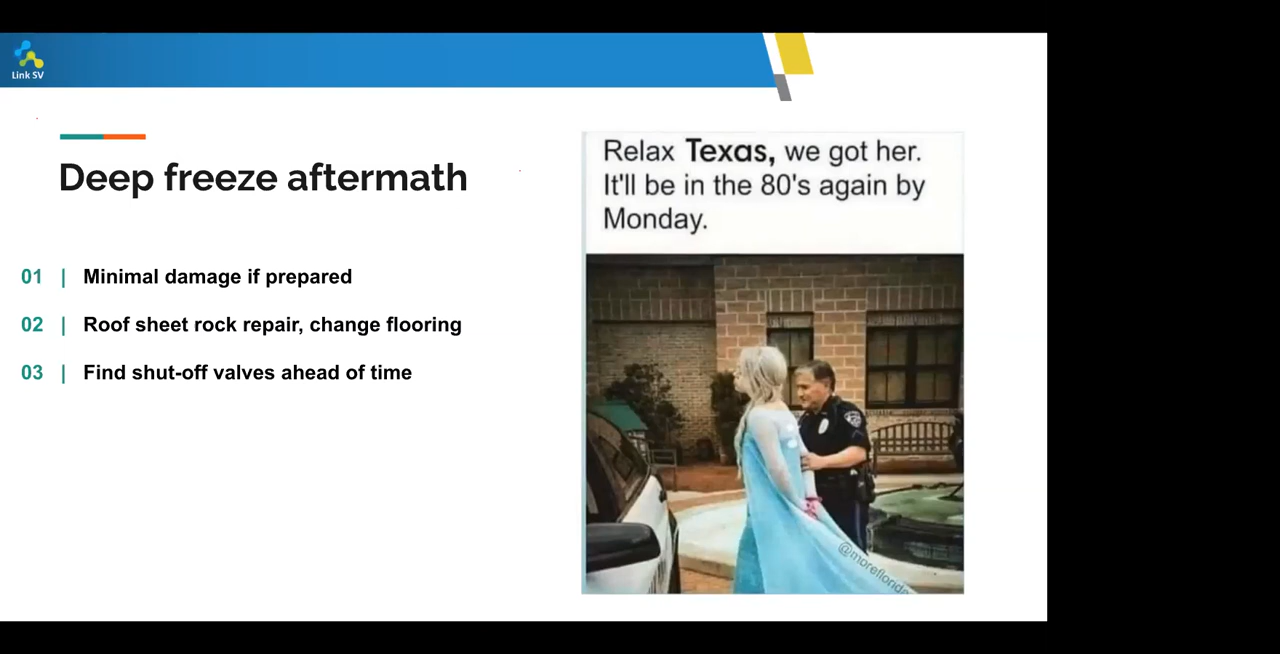 Link SV
Deep freeze aftermath
01 | Minimal damage if prepared
02 | Roof sheet rock repair, change flooring
03 | Find shut-off valves ahead of time
Relax Texas, we got her.
It'll be in the 80's again by
Monday.
@moreflorida